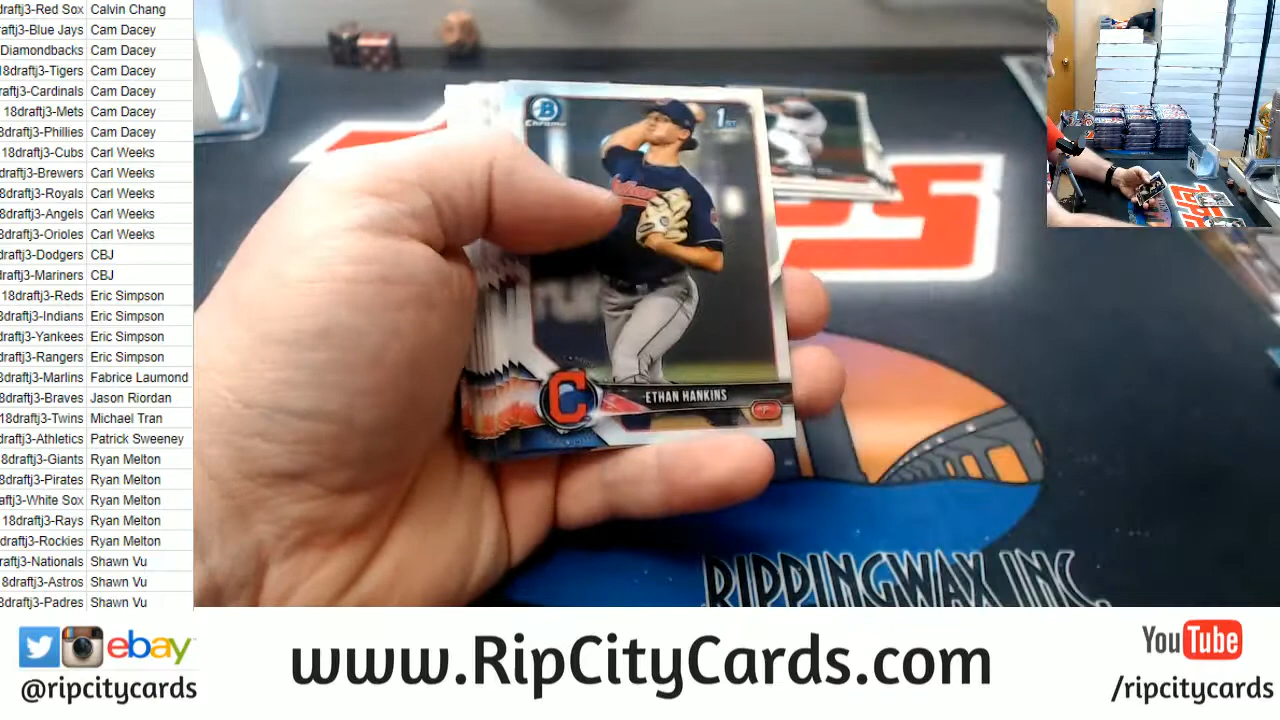 draftj3-Red Sox Calvin Chang
raftj3-Blue Jays Cam Dacey
Diamondbacks Cam Dacey
18draftj3-Tigers Cam Dacey
raftj3-Cardinals Cam Dacey
18draftj3-Mets Cam Dacey
8draftj3-Phillies Cam Dacey
18draftj3-Cubs Carl Weeks
draftj3-Brewers Carl Weeks
8draftj3-Royals Carl Weeks
8draftj3-Angels Carl Weeks
8draftj3-Orioles Carl Weeks
draftj3-Dodgers CBJ
draftj3-Mariners CBJ
18draftj3-Reds Eric Simpson
8draftj3-Indians Eric Simpson
draftj3-Yankees Eric Simpson
draftj3-Rangers Eric Simpson
8draftj3-Marlins Fabrice Laumond
8draftj3-Braves Jason Riordan
18draftj3-Twins Michael Tran
draftj3-Athletics Patrick Sweeney
8draftj3-Giants Ryan Melton
8draftj3-Pirates Ryan Melton
aftj3-White Sox Ryan Melton
18draftj3-Rays Ryan Melton
draftj3-Rockies Ryan Melton
raftj3-Nationals Shawn Vu
8draftj3-Astros Shawn Vu
8draftj3-Padres Shawn Vu
B
Chrome
1ST
Indians
C
ETHAN HANKINS
P
PS
RIPPINGWAX INC.
ebay
@ripcitycards
www.RipCityCards.com
YouTube
/ripcitycards